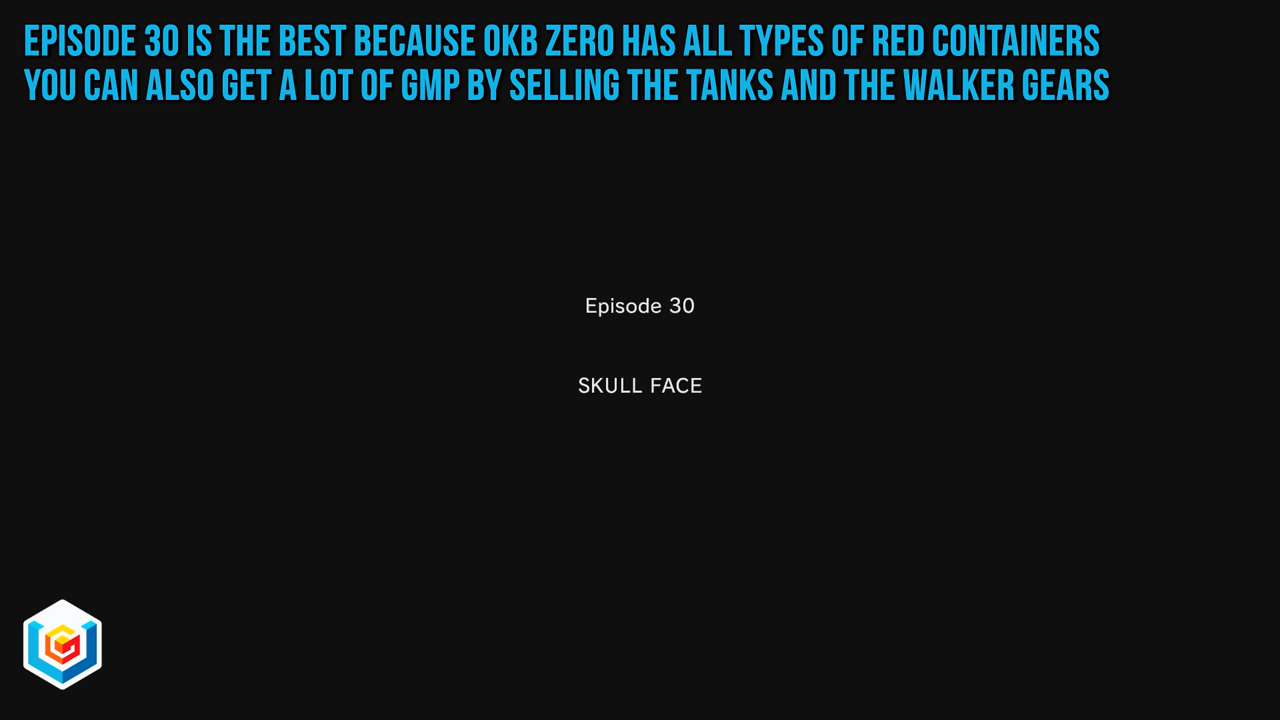 EPISODE 30 IS THE BEST BECAUSE OKB ZERO HAS ALL TYPES OF RED CONTAINERS
YOU CAN ALSO GET A LOT OF GMP BY SELLING THE TANKS AND THE WALKER GEARS
Episode 30
SKULL FACE